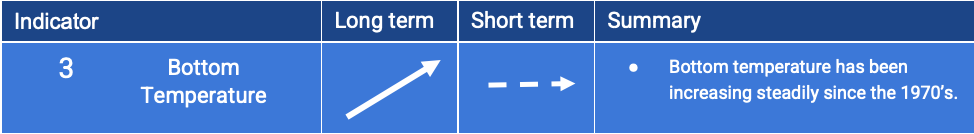 Indicator Long term Short term Summary
3 Bottom Temperature
● Bottom temperature has been
increasing steadily since the 1970's.